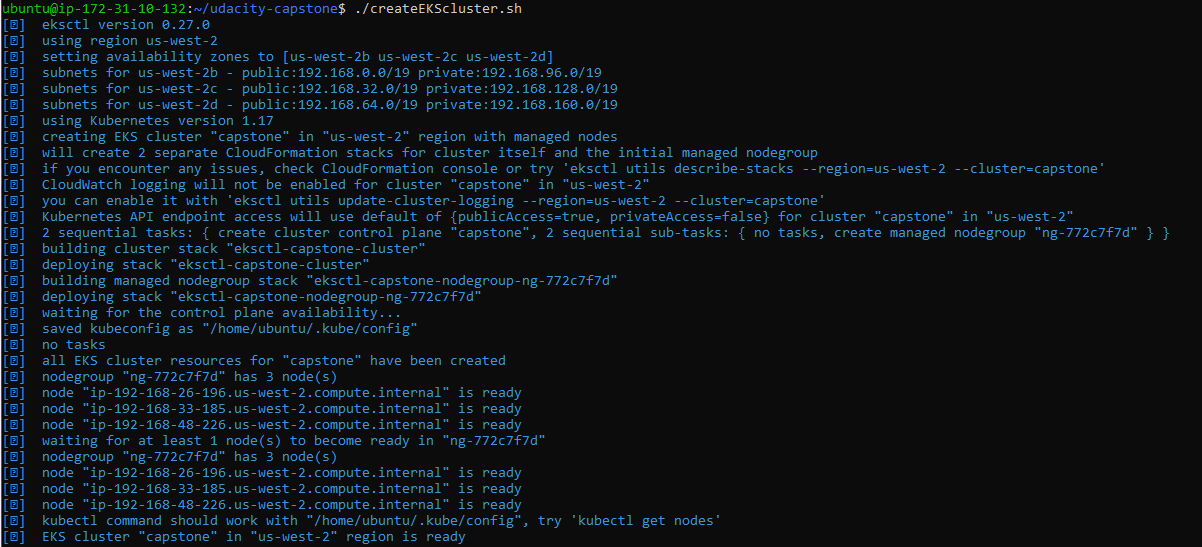 ubuntu@ip-172-31-10-132:~/udacity-capstone$ ./createEKScluster.sh
[ℹ]  eksctl version 0.27.0
[ℹ]  using region us-west-2
[ℹ]  setting availability zones to [us-west-2b us-west-2c us-west-2d]
[ℹ]  subnets for us-west-2b - public:192.168.0.0/19 private:192.168.96.0/19
[ℹ]  subnets for us-west-2c - public:192.168.32.0/19 private:192.168.128.0/19
[ℹ]  subnets for us-west-2d - public:192.168.64.0/19 private:192.168.160.0/19
[ℹ]  using Kubernetes version 1.17
[ℹ]  creating EKS cluster "capstone" in "us-west-2" region with managed nodes
[ℹ]  will create 2 separate CloudFormation stacks for cluster itself and the initial managed nodegroup
[ℹ]  if you encounter any issues, check CloudFormation console or try 'eksctl utils describe-stacks --region=us-west-2 --cluster=capstone'
[ℹ]  CloudWatch logging will not be enabled for cluster "capstone" in "us-west-2"
[ℹ]  you can enable it with 'eksctl utils update-cluster-logging --region=us-west-2 --cluster=capstone'
[ℹ]  Kubernetes API endpoint access will use default of {publicAccess=true, privateAccess=false} for cluster "capstone" in "us-west-2"
[ℹ]  2 sequential tasks: { create cluster control plane "capstone", 2 sequential sub-tasks: { no tasks, create managed nodegroup "ng-772c7f7d" } }
[ℹ]  building cluster stack "eksctl-capstone-cluster"
[ℹ]  deploying stack "eksctl-capstone-cluster"
[ℹ]  building managed nodegroup stack "eksctl-capstone-nodegroup-ng-772c7f7d"
[ℹ]  deploying stack "eksctl-capstone-nodegroup-ng-772c7f7d"
[ℹ]  waiting for the control plane availability...
[ℹ]  saved kubeconfig as "/home/ubuntu/.kube/config"
[ℹ]  no tasks
[ℹ]  all EKS cluster resources for "capstone" have been created
[ℹ]  nodegroup "ng-772c7f7d" has 3 node(s)
[ℹ]  node "ip-192-168-26-196.us-west-2.compute.internal" is ready
[ℹ]  node "ip-192-168-33-185.us-west-2.compute.internal" is ready
[ℹ]  node "ip-192-168-48-226.us-west-2.compute.internal" is ready
[ℹ]  waiting for at least 1 node(s) to become ready in "ng-772c7f7d"
[ℹ]  nodegroup "ng-772c7f7d" has 3 node(s)
[ℹ]  node "ip-192-168-26-196.us-west-2.compute.internal" is ready
[ℹ]  node "ip-192-168-33-185.us-west-2.compute.internal" is ready
[ℹ]  node "ip-192-168-48-226.us-west-2.compute.internal" is ready
[ℹ]  kubectl command should work with "/home/ubuntu/.kube/config", try 'kubectl get nodes'
[ℹ]  EKS cluster "capstone" in "us-west-2" region is ready